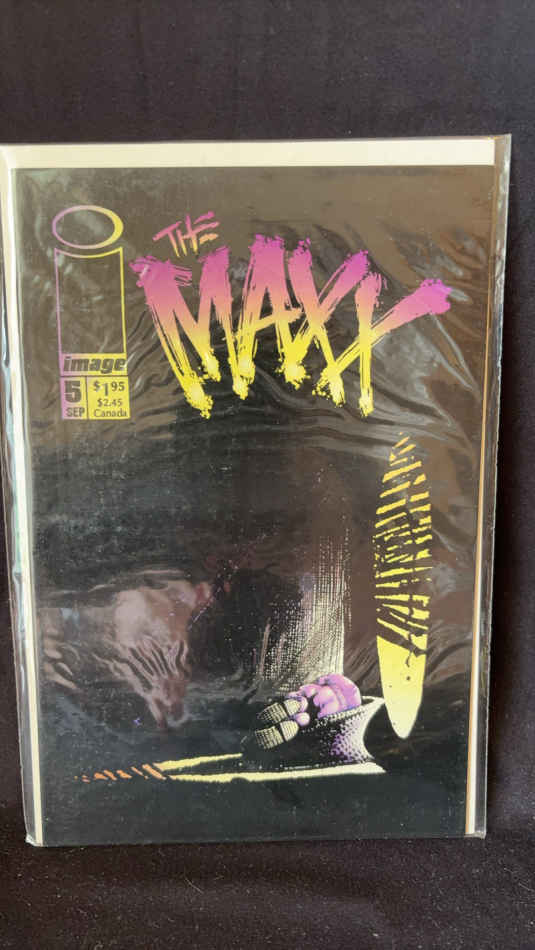 THE
MAXX
image
5
SEP
$1.95
$2.45
Canada